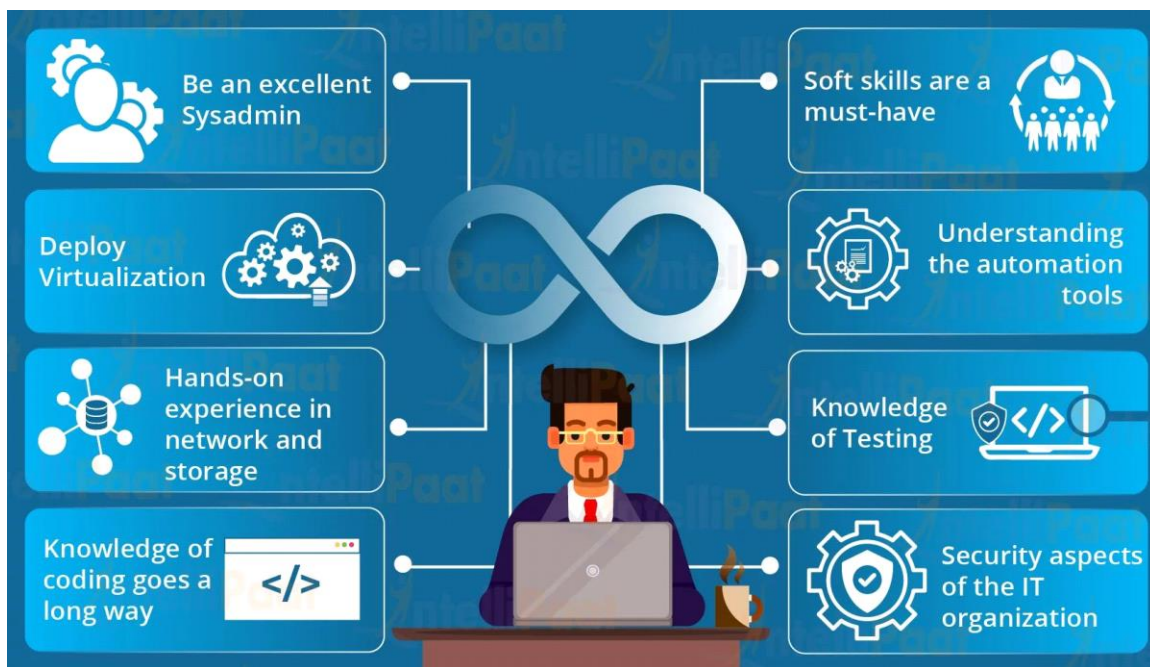 Be an excellent
Sysadmin
Deploy
Virtualization
Hands-on
experience in
network and
storage
Knowledge of
coding goes a
long way
</>
Soft skills are a
must-have
Understanding
the automation
tools
Knowledge
of Testing
</>
Security aspects
of the IT
organization
IntelliPaat